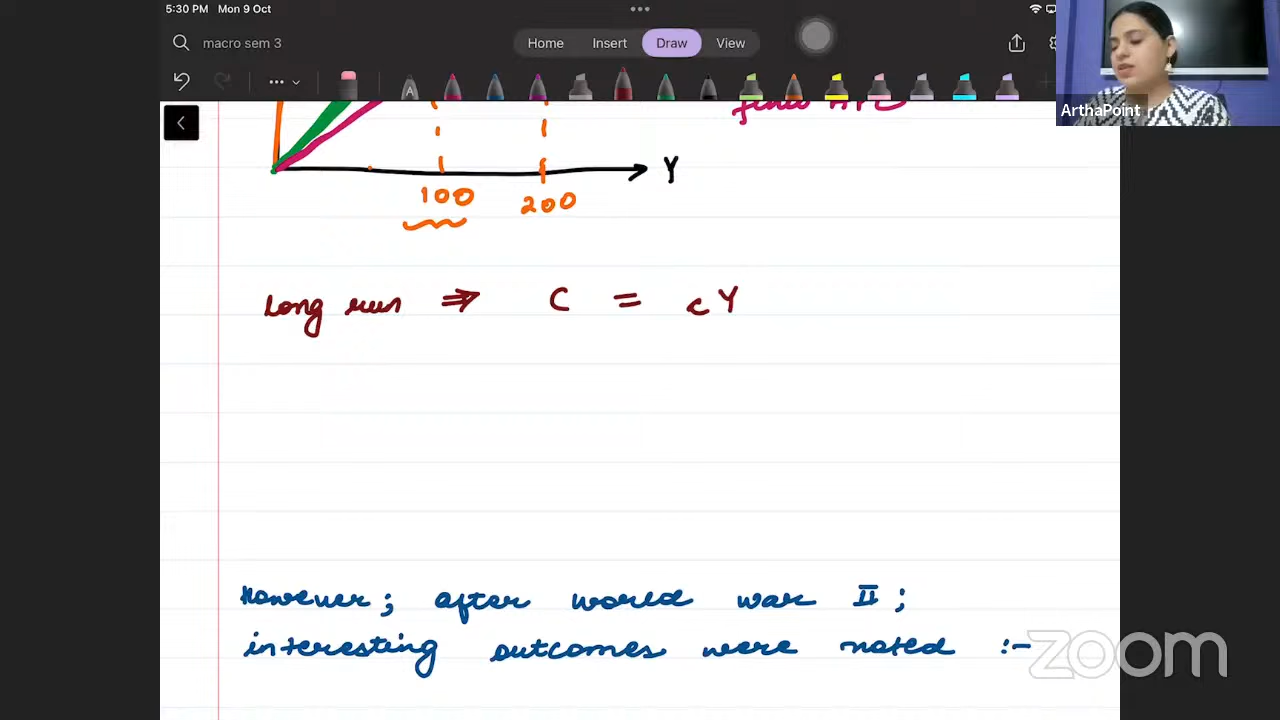 5:30 PM Mon 9 Oct
macro sem 3
Home Insert Draw View
A
ArthaPoint
Y
100 200
Long run ⇒ C = cY
However; after world war II;
interesting outcomes were noted :-
zoom